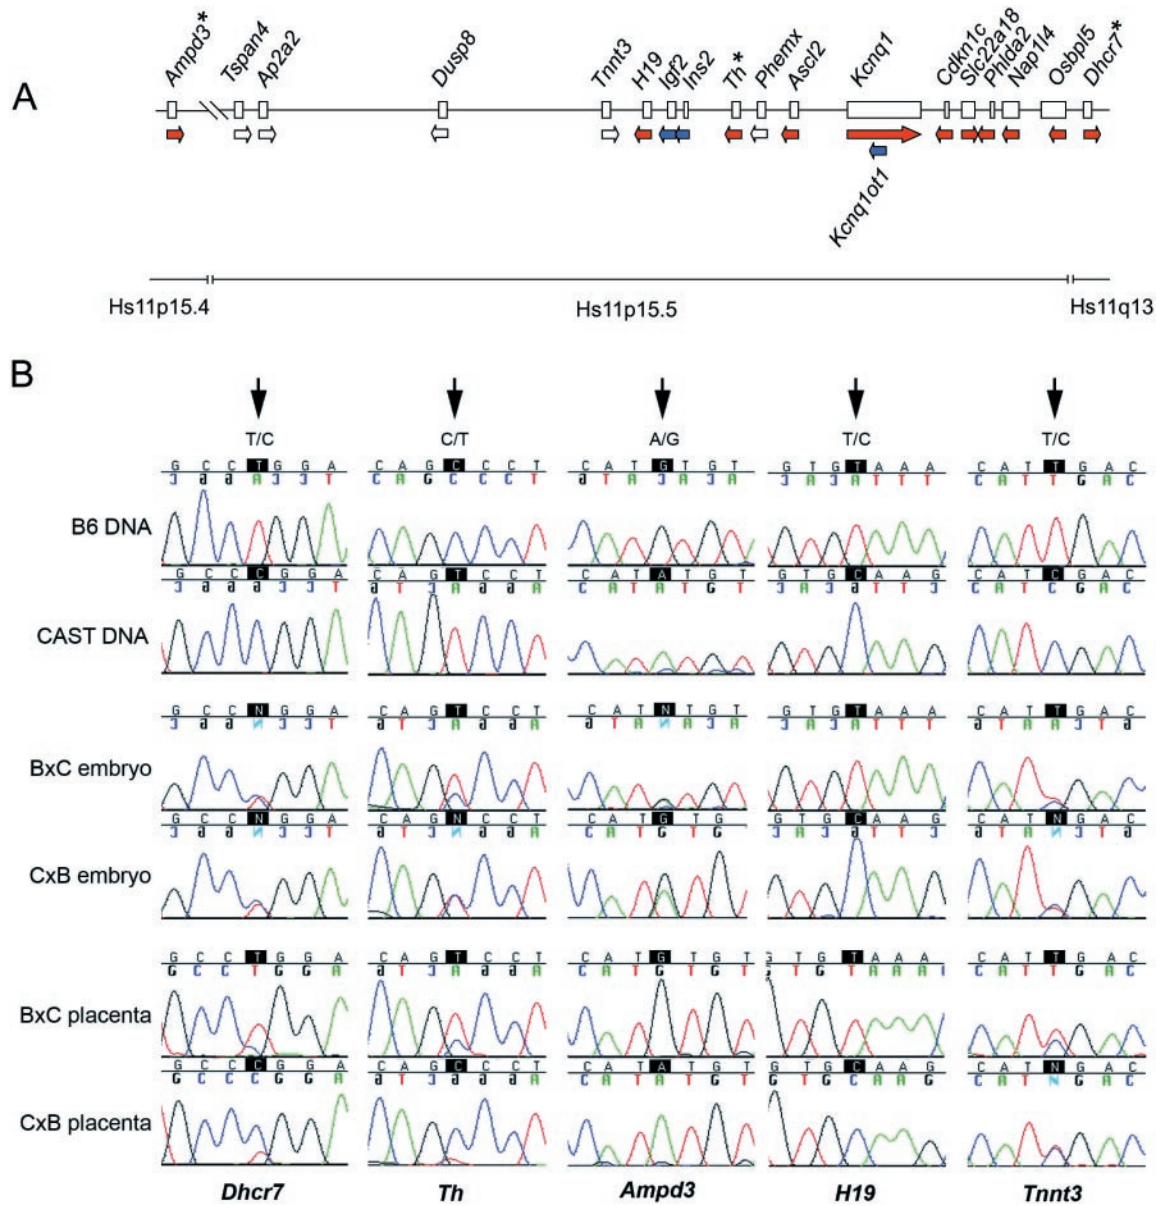 A
Ampd3*
Tspan4
Ap2a2
Dusp8
Tnnt3
H19
Igf2
Ins2
Th*
Phemx
Ascl2
Kcnq1
Cdkn1c
Slc22a18
Phlda2
Nap1l4
Osbpl5
Dhcr7*
Kcnq1ot1
Hs11p15.4
Hs11p15.5
Hs11q13
B
T/C C/T A/G T/C T/C
G C C T G G A C A G C C C T C A T G T G T G T G T A A A C A T T G A C
B6 DNA
G C C C G G A C A G T C C T C A T A T G T G T G C A A G C A T C G A C
CAST DNA
G C C N G G A C A G T C C T C A T N T G T G T G T A A A
BxC embryo
G C C N G G A C A G N C C T C A T G T G G T G C A A G
CxB embryo
G C C T G G A C A G T C C T C A T G T G T G T G T A A A C A T T G A C
BxC placenta
G C C C G G A C A G C C C T C A T A T G T G T G C A A G C A T N G A C
CxB placenta
Dhcr7 Th Ampd3 H19 Tnnt3